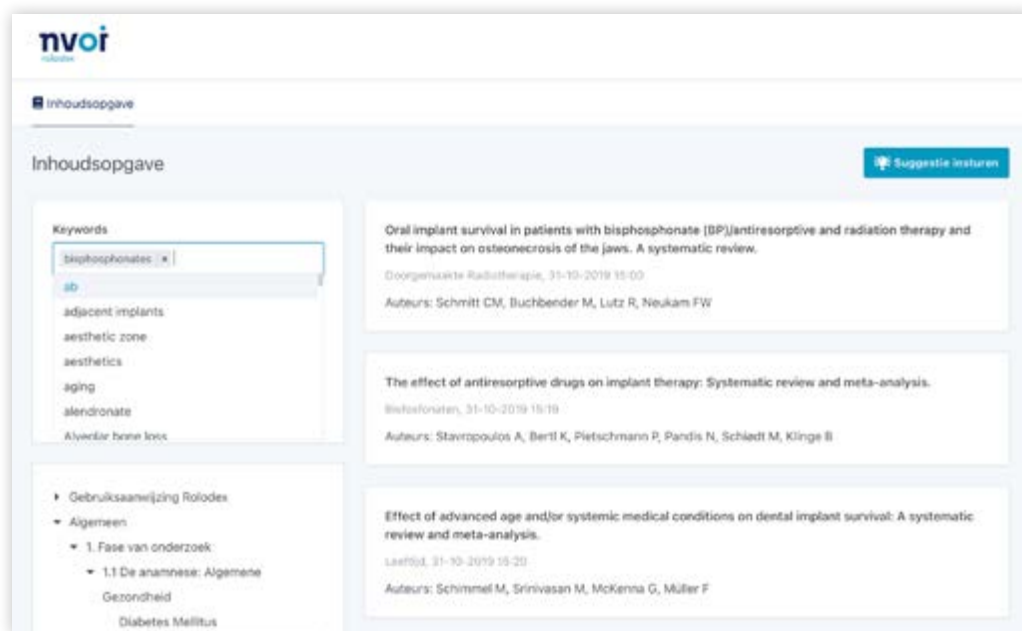 nvoi
rolodex
Inhoudsopgave
Inhoudsopgave
Suggestie insturen
Keywords
bisphosphonates ×
ab
adjacent implants
aesthetic zone
aesthetics
aging
alendronate
Alveolar bone loss
Gebruiksaanwijzing Rolodex
Algemeen
1. Fase van onderzoek
1.1 De anamnese: Algemene
Gezondheid
Diabetes Mellitus
Oral implant survival in patients with bisphosphonate (BP)/antiresorptive and radiation therapy and
their impact on osteonecrosis of the jaws. A systematic review.
Doorgemaakte Radiotherapie, 31-10-2019 15:00
Auteurs: Schmitt CM, Buchbender M, Lutz R, Neukam FW
The effect of antiresorptive drugs on implant therapy: Systematic review and meta-analysis.
Bisfosfonaten, 31-10-2019 15:19
Auteurs: Stavropoulos A, Bertl K, Pietschmann P, Pandis N, Schiødt M, Klinge B
Effect of advanced age and/or systemic medical conditions on dental implant survival: A systematic
review and meta-analysis.
Leeftijd, 31-10-2019 15:20
Auteurs: Schimmel M, Srinivasan M, McKenna G, Müller F